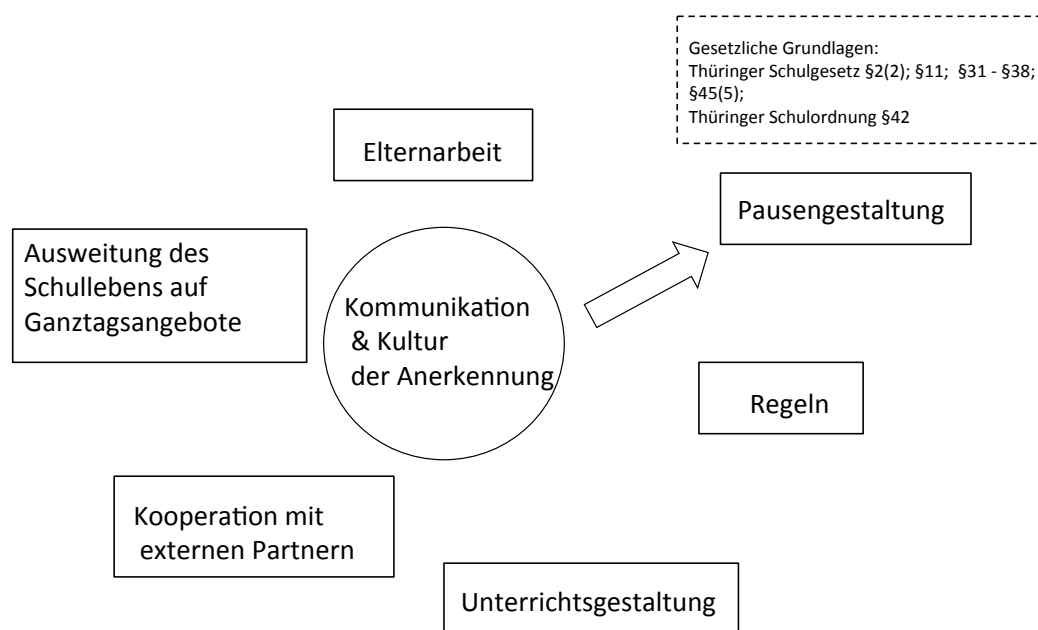 Gesetzliche Grundlagen:
Thüringer Schulgesetz §2(2); §11; §31 - §38;
§45(5);
Thüringer Schulordnung §42
Elternarbeit
Pausengestaltung
Ausweitung des
Schullebens auf
Ganztagsangebote
Kommunikation
& Kultur
der Anerkennung
Regeln
Kooperation mit
externen Partnern
Unterrichtsgestaltung